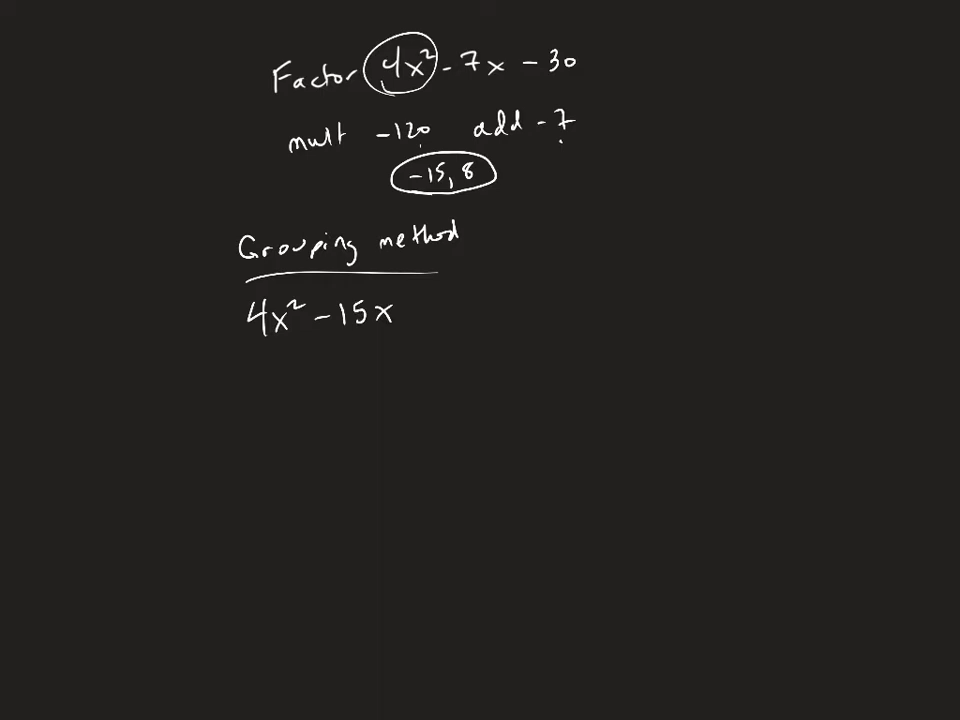 Factor 4x² - 7x - 30
mult -120 add -7
-15, 8
Grouping method
4x² - 15x